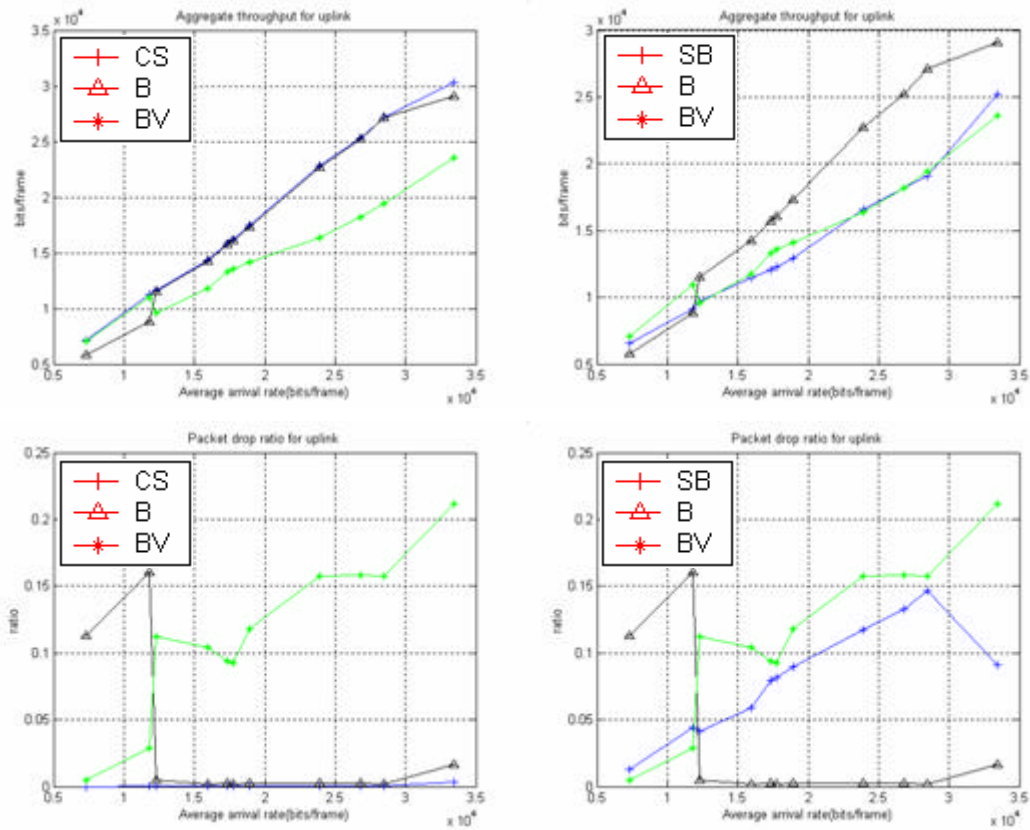 Aggregate throughput for uplink
x 10^4
CS
B
BV
bits/frame
3.5
3
2.5
2
1.5
1
0.5
0.5
1
1.5
2
2.5
3
3.5
Average arrival rate(bits/frame)
x 10^4
Aggregate throughput for uplink
x 10^4
SB
B
BV
bits/frame
3
2.5
2
1.5
1
0.5
0.5
1
1.5
2
2.5
3
3.5
Average arrival rate(bits/frame)
x 10^4
Packet drop ratio for uplink
CS
B
BV
ratio
0.25
0.2
0.15
0.1
0.05
0
0.5
1
1.5
2
2.5
3
3.5
Average arrival rate(bits/frame)
x 10^4
Packet drop ratio for uplink
SB
B
BV
ratio
0.25
0.2
0.15
0.1
0.05
0
0.5
1
1.5
2
2.5
3
3.5
Average arrival rate(bits/frame)
x 10^4